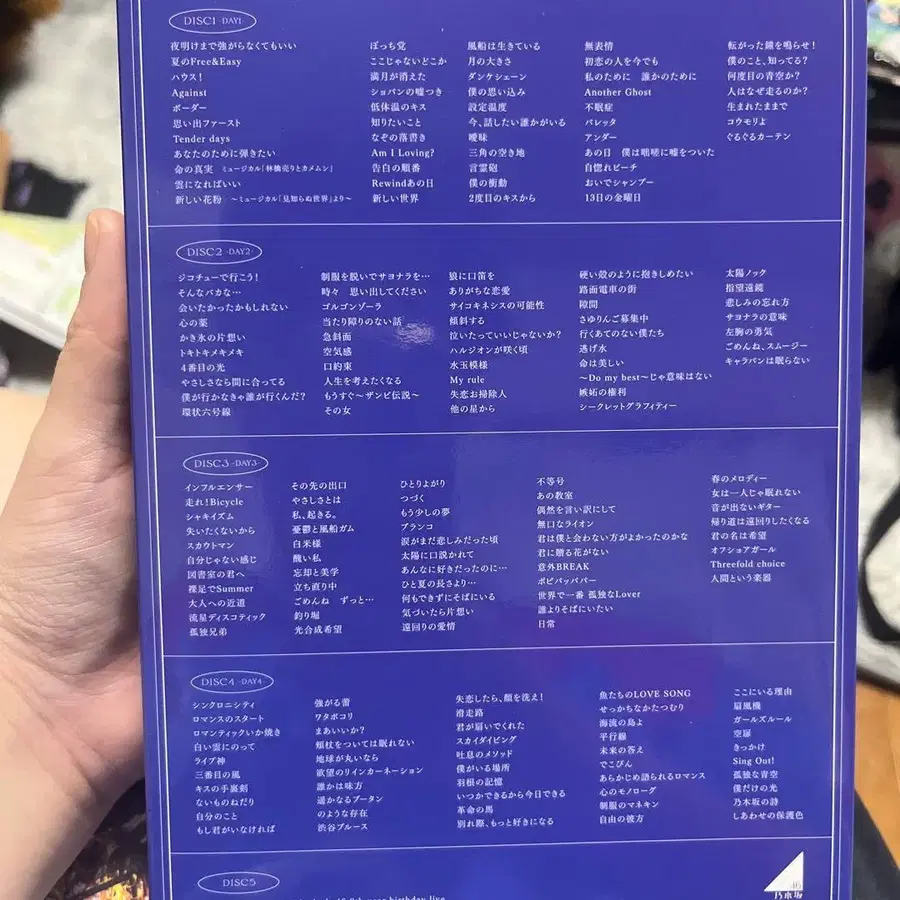 DISC1 -DAY1-
夜明けまで強がらなくてもいい
夏のFree&Easy
ハウス!
Against
ボーダー
思い出ファースト
Tender days
あなたのために弾きたい
命の真実 ミュージカル「林檎売りとカメムシ」
雲になればいい
新しい花粉 ～ミュージカル「見知らぬ世界」より～
ぼっち党
ここじゃないどこか
満月が消えた
ショパンの嘘つき
低体温のキス
知りたいこと
なぞの落書き
Am I Loving?
告白の順番
Rewindあの日
新しい世界
風船は生きている
月の大きさ
ダンケシェーン
僕の思い込み
設定温度
今、話したい誰かがいる
曖昧
三角の空き地
言霊砲
僕の衝動
2度目のキスから
無表情
初恋の人を今でも
私のために 誰かのために
Another Ghost
不眠症
バレッタ
アンダー
あの日 僕は咄嗟に嘘をついた
自惚れビーチ
おいでシャンプー
13日の金曜日
転がった鐘を鳴らせ!
僕のこと、知ってる?
何度目の青空か?
人はなぜ走るのか?
生まれたままで
コウモリよ
ぐるぐるカーテン
DISC2 -DAY2-
ジコチューで行こう!
そんなバカな…
会いたかったかもしれない
心の薬
かき氷の片想い
トキトキメキメキ
4番目の光
やさしさなら間に合ってる
僕が行かなきゃ誰が行くんだ?
環状六号線
制服を脱いでサヨナラを…
時々 思い出してください
ゴルゴンゾーラ
当たり障りのない話
急斜面
空気感
口約束
人生を考えたくなる
もうすぐ～ザンビ伝説～
その女
狼に口笛を
ありがちな恋愛
サイコキネシスの可能性
傾斜する
泣いたっていいじゃないか?
ハルジオンが咲く頃
水玉模様
My rule
失恋お掃除人
他の星から
硬い殻のように抱きしめたい
路面電車の街
隙間
さゆりんご募集中
行くあてのない僕たち
逃げ水
命は美しい
～Do my best～じゃ意味はない
嫉妬の権利
シークレットグラフィティー
太陽ノック
指望遠鏡
悲しみの忘れ方
サヨナラの意味
左胸の勇気
ごめんね、スムージー
キャラバンは眠らない
DISC3 -DAY3-
インフルエンサー
走れ!Bicycle
シャキイズム
失いたくないから
スカウトマン
自分じゃない感じ
図書室の君へ
裸足でSummer
大人への近道
流星ディスコティック
孤独兄弟
その先の出口
やさしさとは
私、起きる。
憂鬱と風船ガム
白米様
醜い私
忘却と美学
立ち直り中
ごめんね ずっと…
釣り堀
光合成希望
ひとりよがり
つづく
もう少しの夢
ブランコ
涙がまだ悲しみだった頃
太陽に口説かれて
あんなに好きだったのに…
ひと夏の長さより…
何もできずにそばにいる
気づいたら片想い
遠回りの愛情
不等号
あの教室
偶然を言い訳にして
無口なライオン
君は僕と会わない方がよかったのかな
君に贈る花がない
意外BREAK
ポピパッパパー
世界で一番 孤独なLover
誰よりそばにいたい
日常
春のメロディー
女は一人じゃ眠れない
音が出ないギター
帰り道は遠回りしたくなる
君の名は希望
オフショアガール
Threefold choice
人間という楽器
DISC4 -DAY4-
シンクロニシティ
ロマンスのスタート
ロマンティックいか焼き
白い雲にのって
ライブ神
三番目の風
キスの手裏剣
ないものねだり
自分のこと
もし君がいなければ
強がる蕾
ワタボコリ
まあいいか?
頬杖をついては眠れない
地球が丸いなら
欲望のリインカーネーション
誰かは味方
遥かなるブータン
のような存在
渋谷ブルース
失恋したら、顔を洗え!
滑走路
君が扇いでくれた
スカイダイビング
吐息のメソッド
僕がいる場所
羽根の記憶
いつかできるから今日できる
革命の馬
別れ際、もっと好きになる
魚たちのLOVE SONG
せっかちなかたつむり
海流の島よ
平行線
未来の答え
でこぴん
あらかじめ語られるロマンス
心のモノローグ
制服のマネキン
自由の彼方
ここにいる理由
扇風機
ガールズルール
空扉
きっかけ
Sing Out!
孤独な青空
僕だけの光
乃木坂の詩
しあわせの保護色
DISC5
46
乃木坂
year birthday live